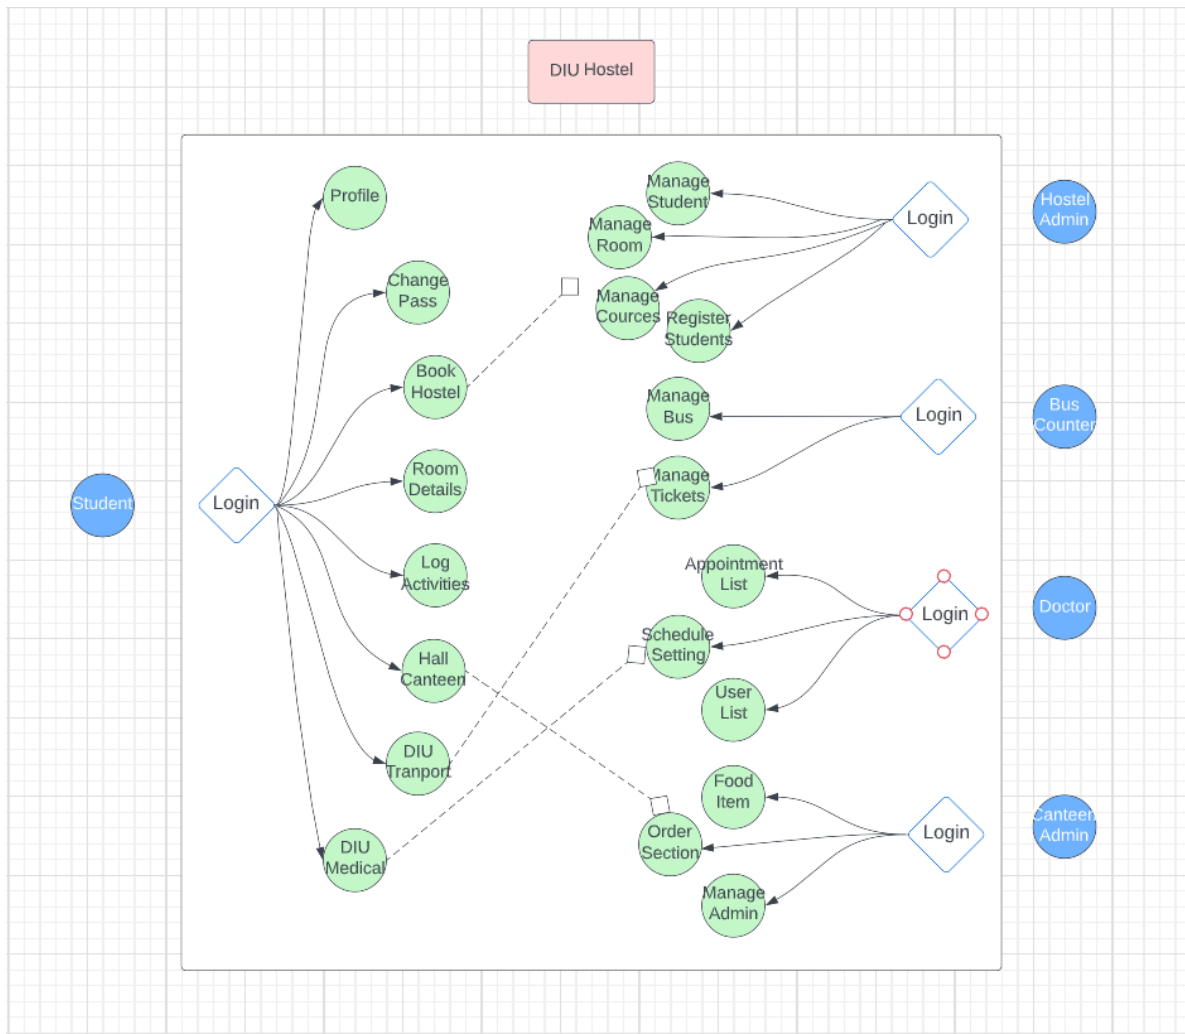 DIU Hostel
Profile
Change
Pass
Book
Hostel
Room
Details
Log
Activities
Hall
Canteen
DIU
Tranport
DIU
Medical
Student
Login
Manage
Student
Manage
Room
Manage
Cources
Register
Students
Login
Hostel
Admin
Manage
Bus
Manage
Tickets
Login
Bus
Counter
Appointment
List
Schedule
Setting
User
List
Login
Doctor
Food
Item
Order
Section
Manage
Admin
Login
Canteen
Admin